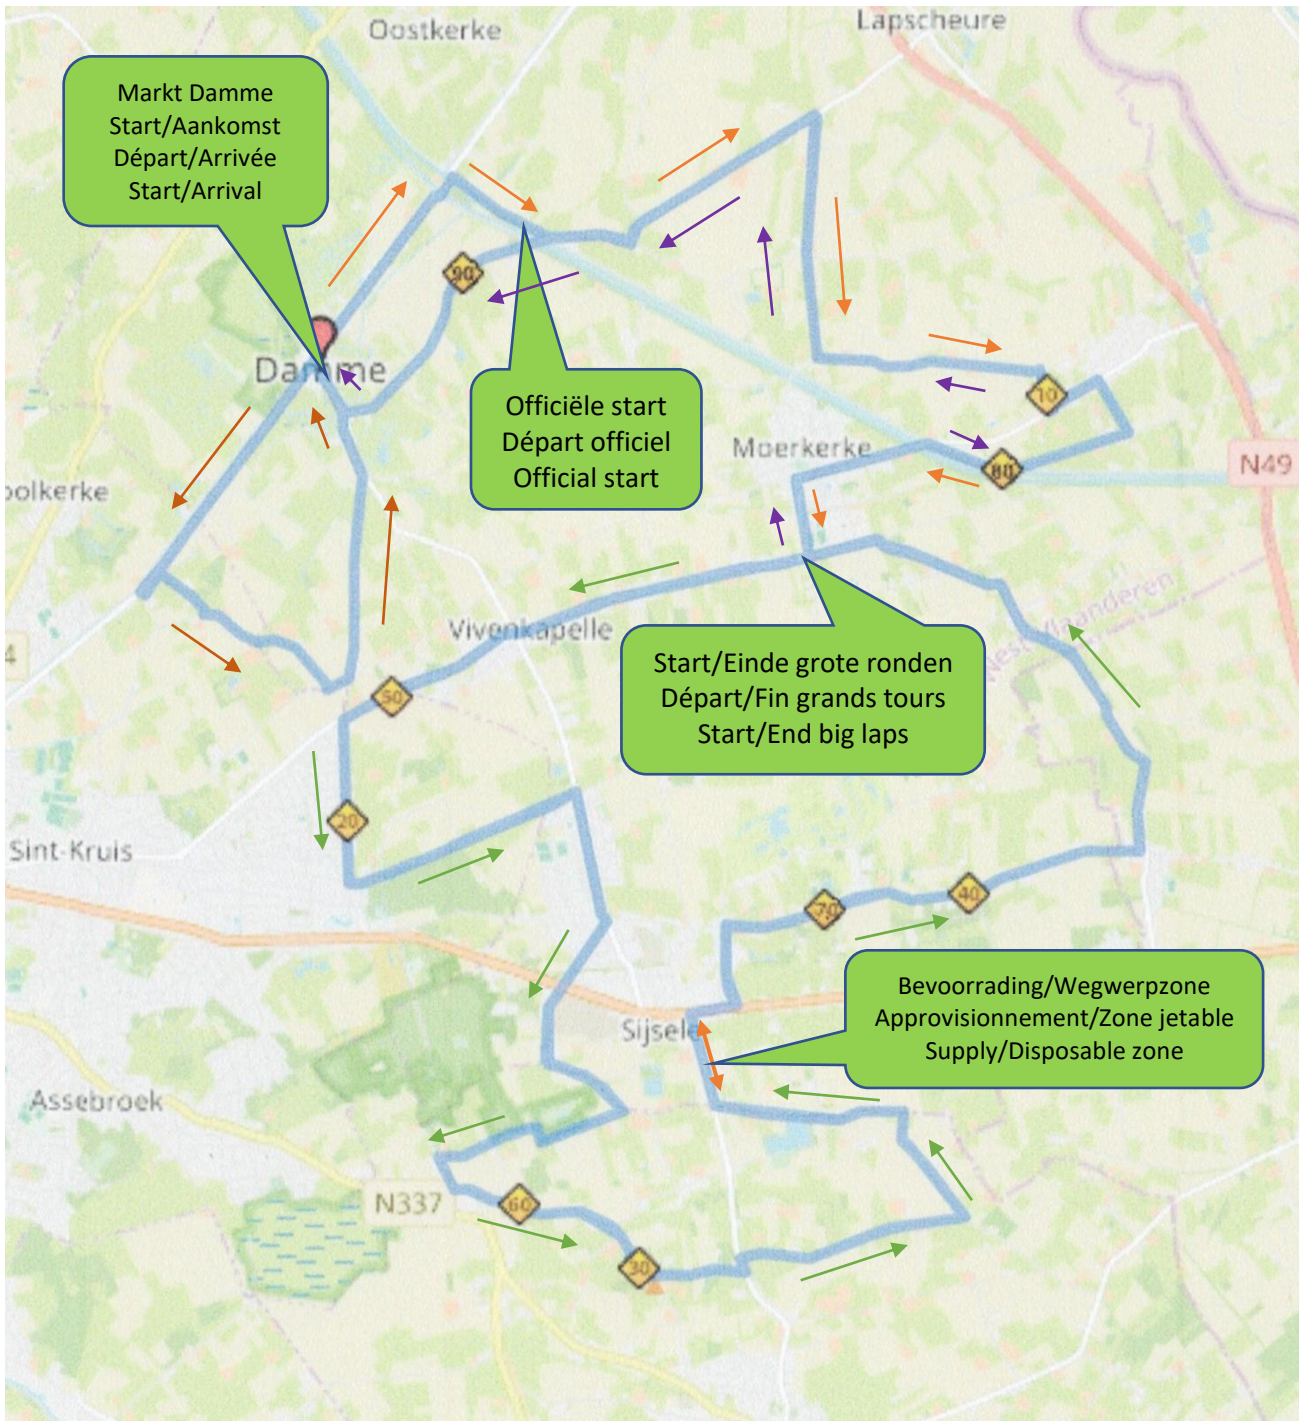 Oostkerke
Lapscheure
Markt Damme
Start/Aankomst
Départ/Arrivée
Start/Arrival
90
Damme
10
Officiële start
Départ officiel
Official start
Moerkerke
80
N49
oolkerke
Vivenkapelle
4
50
Start/Einde grote ronden
Départ/Fin grands tours
Start/End big laps
20
Sint-Kruis
70
40
Bevoorrading/Wegwerpzone
Approvisionnement/Zone jetable
Supply/Disposable zone
Sijsele
Assebroek
N337
60
30